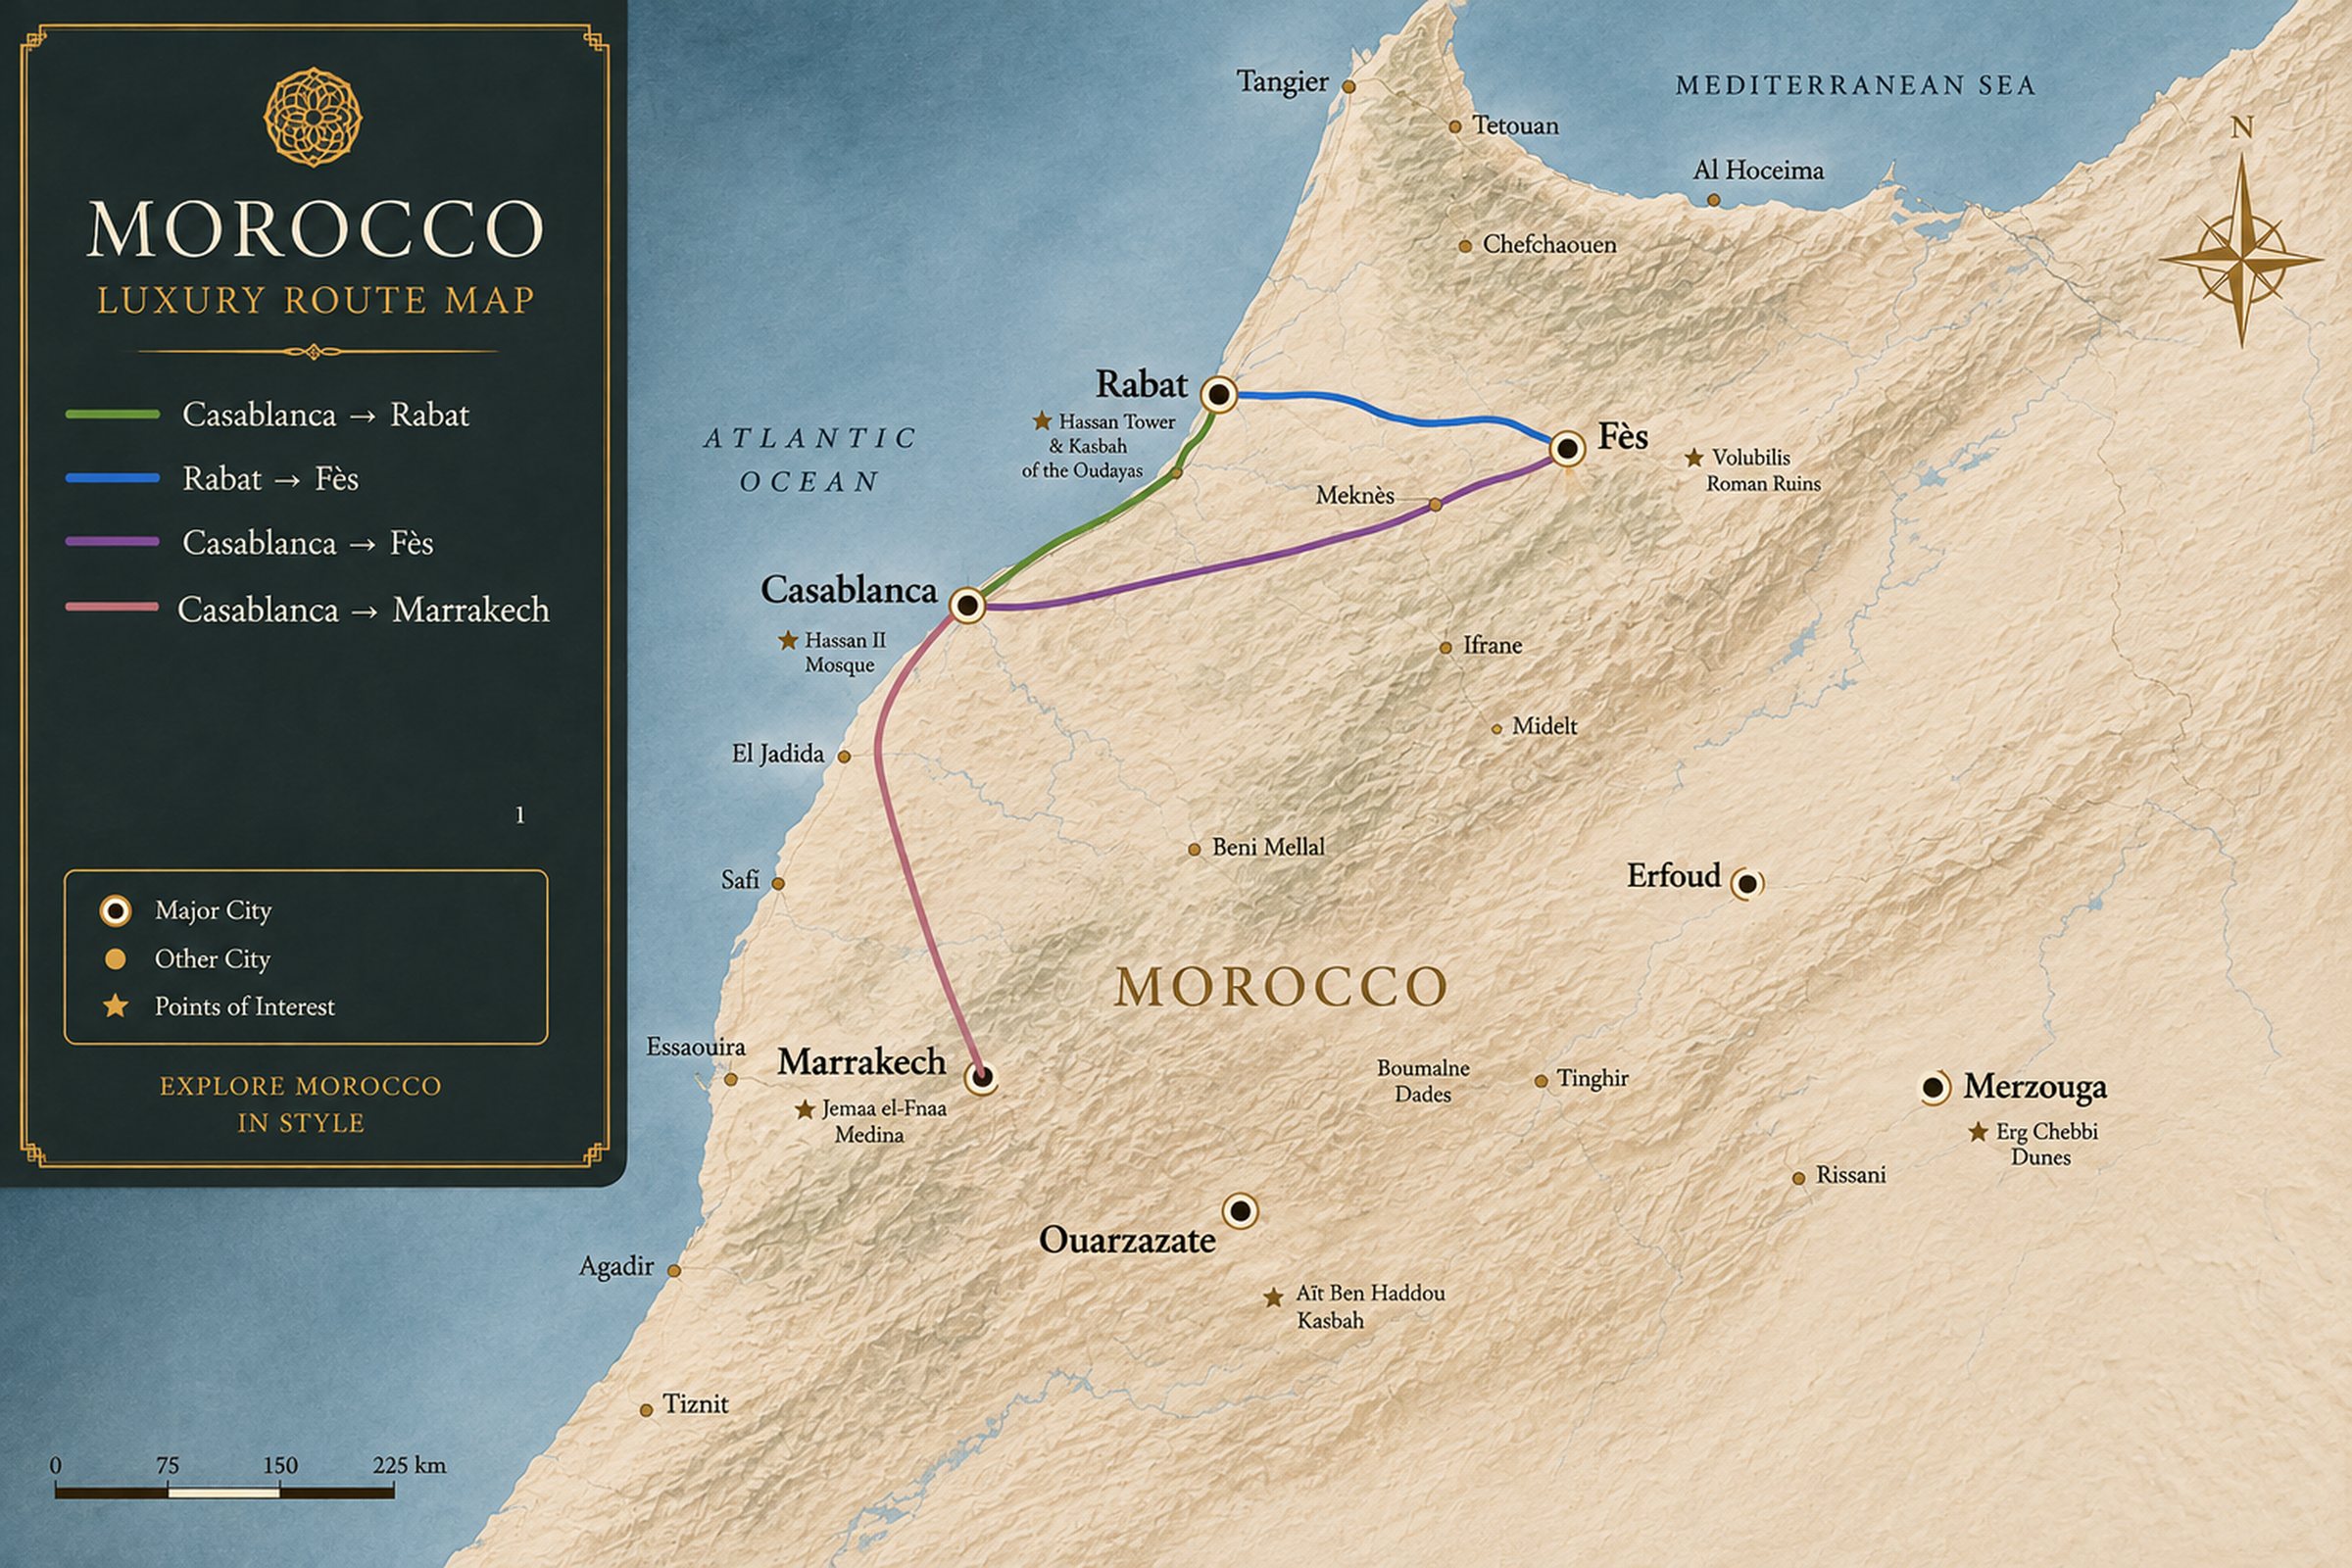 MOROCCO
LUXURY ROUTE MAP
Casablanca → Rabat
Rabat → Fès
Casablanca → Fès
Casablanca → Marrakech
1
Major City
Other City
Points of Interest
EXPLORE MOROCCO
IN STYLE
0 75 150 225 km
MEDITERRANEAN SEA
N
Tangier
Tetouan
Al Hoceima
Chefchaouen
Rabat
Hassan Tower
& Kasbah
of the Oudayas
ATLANTIC
OCEAN
Fès
Volubilis
Roman Ruins
Meknès
Casablanca
Hassan II
Mosque
Ifrane
Midelt
El Jadida
Beni Mellal
Safi
Erfoud
MOROCCO
Essaouira
Marrakech
Jemaa el-Fnaa
Medina
Boumalne
Dades
Tinghir
Merzouga
Erg Chebbi
Dunes
Rissani
Ouarzazate
Aït Ben Haddou
Kasbah
Agadir
Tiznit